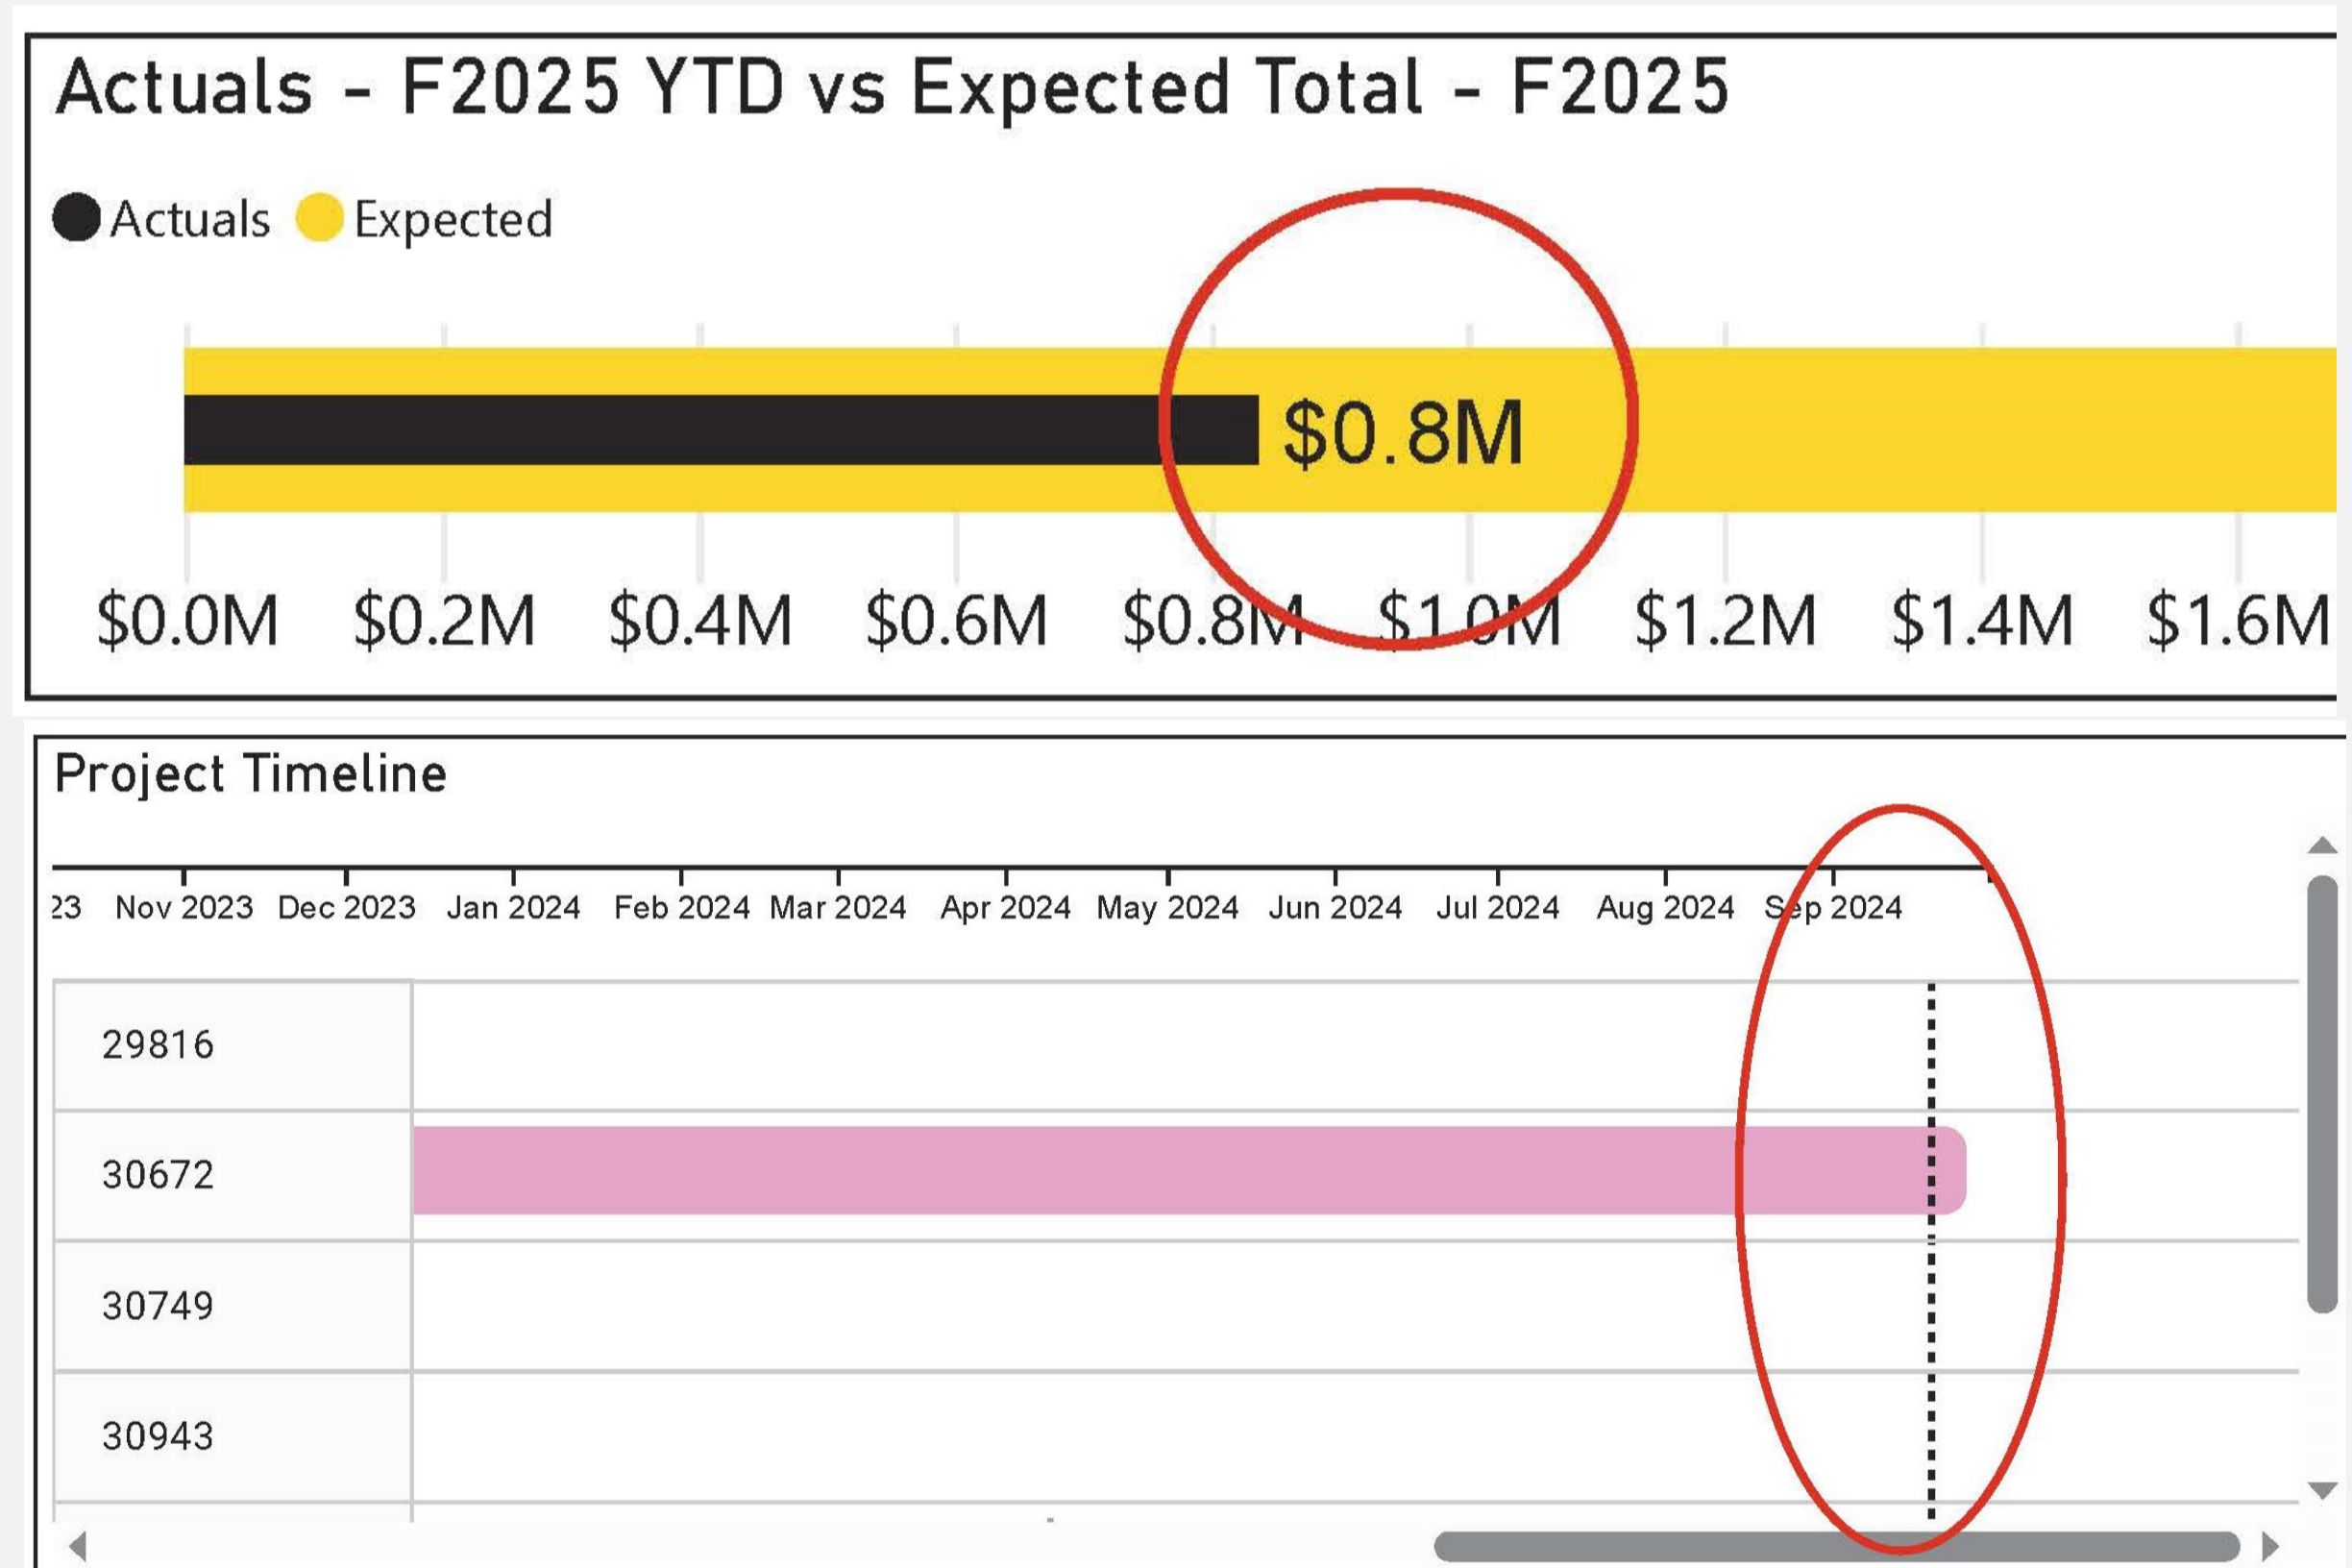 Actuals - F2025 YTD vs Expected Total - F2025
Actuals Expected
$0.8M
$0.0M $0.2M $0.4M $0.6M $0.8M $1.0M $1.2M $1.4M $1.6M
Project Timeline
23 Nov 2023 Dec 2023 Jan 2024 Feb 2024 Mar 2024 Apr 2024 May 2024 Jun 2024 Jul 2024 Aug 2024 Sep 2024
29816
30672
30749
30943